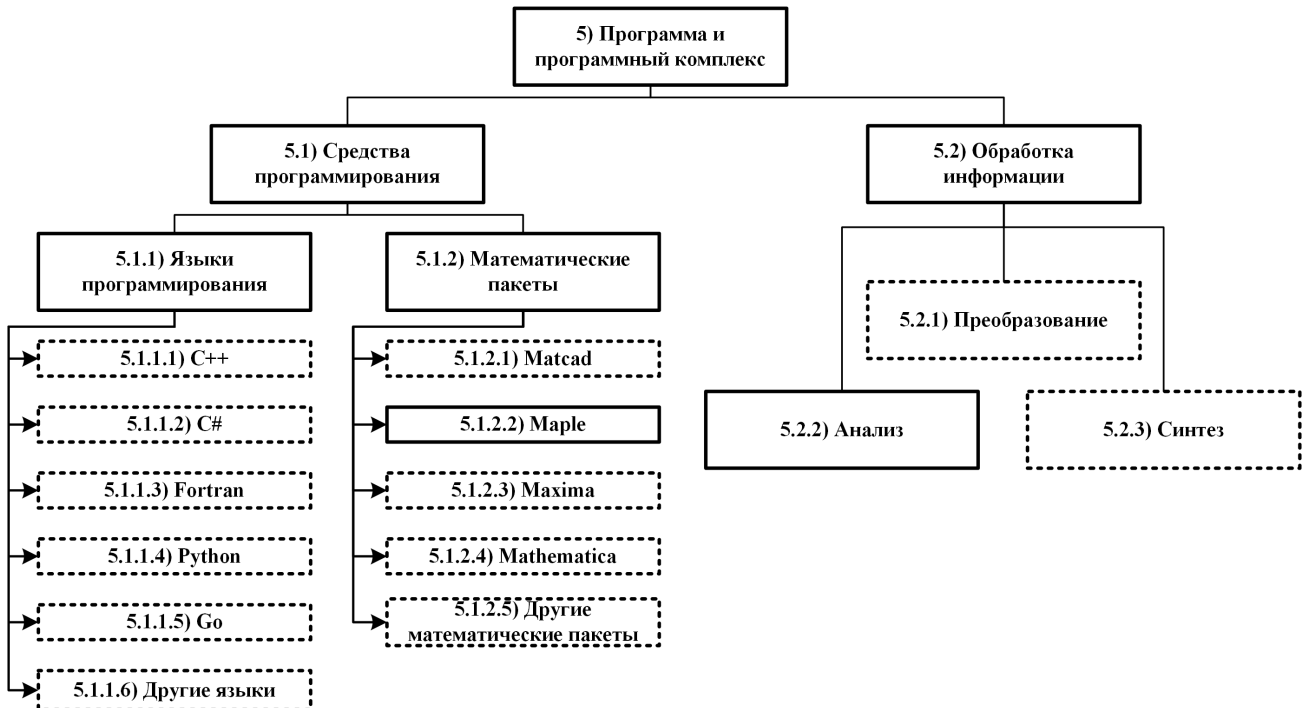 5) Программа и
программный комплекс
5.1) Средства
программирования
5.2) Обработка
информации
5.1.1) Языки
программирования
5.1.2) Математические
пакеты
5.2.1) Преобразование
5.1.1.1) C++
5.1.2.1) Matcad
5.1.1.2) C#
5.1.2.2) Maple
5.2.2) Анализ
5.2.3) Синтез
5.1.1.3) Fortran
5.1.2.3) Maxima
5.1.1.4) Python
5.1.2.4) Mathematica
5.1.1.5) Go
5.1.2.5) Другие
математические пакеты
5.1.1.6) Другие языки